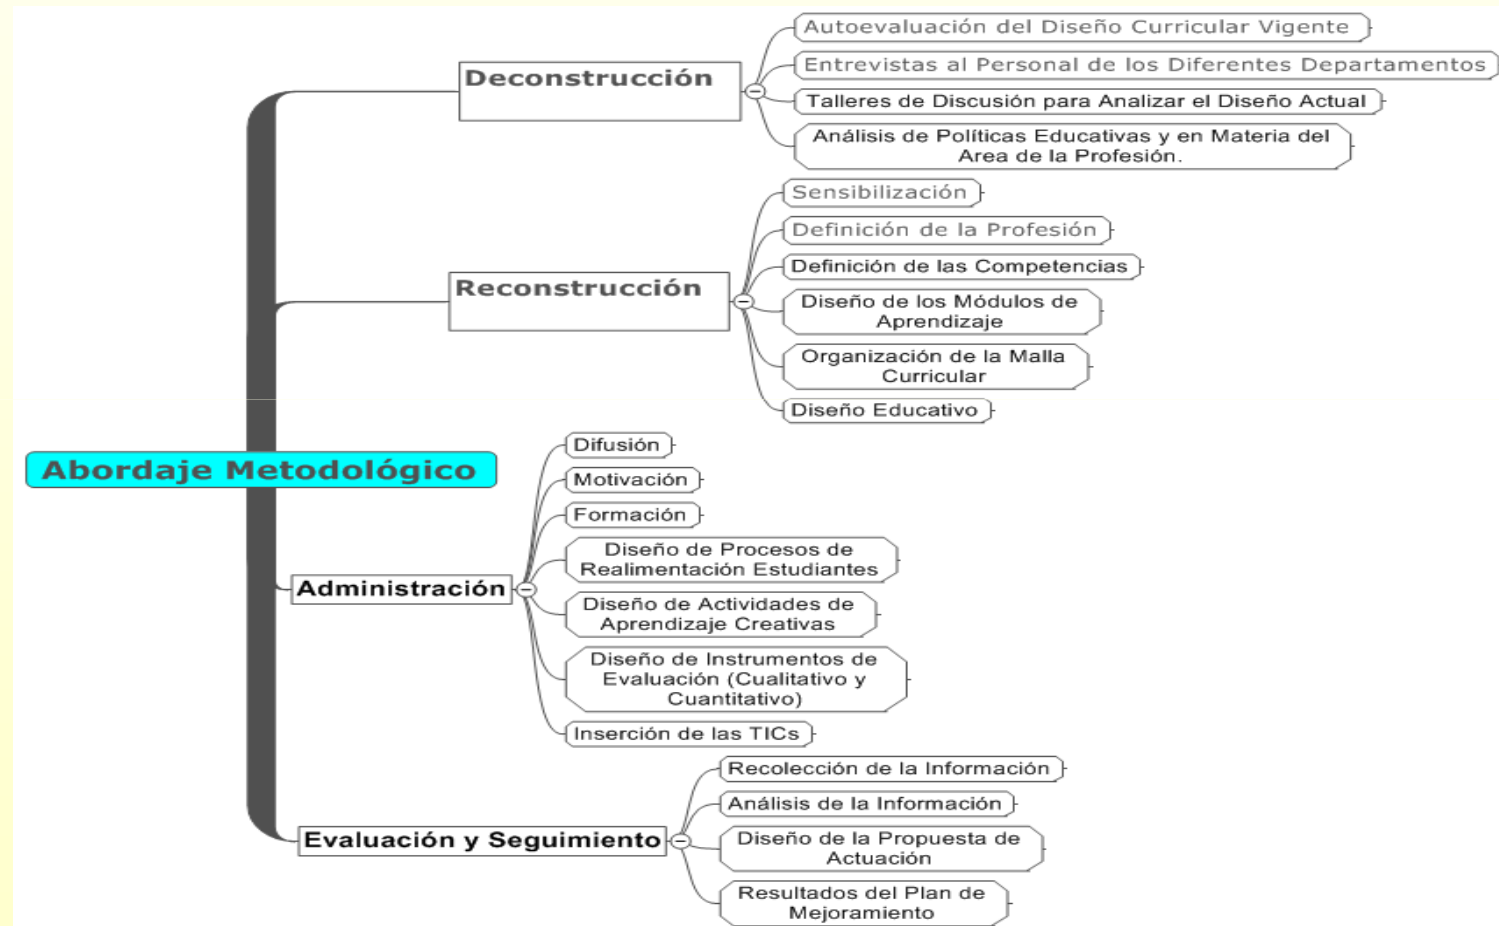 Abordaje Metodológico
Deconstrucción
Autoevaluación del Diseño Curricular Vigente
Entrevistas al Personal de los Diferentes Departamentos
Talleres de Discusión para Analizar el Diseño Actual
Análisis de Políticas Educativas y en Materia del
Area de la Profesión.
Reconstrucción
Sensibilización
Definición de la Profesión
Definición de las Competencias
Diseño de los Módulos de
Aprendizaje
Organización de la Malla
Curricular
Diseño Educativo
Administración
Difusión
Motivación
Formación
Diseño de Procesos de
Realimentación Estudiantes
Diseño de Actividades de
Aprendizaje Creativas
Diseño de Instrumentos de
Evaluación (Cualitativo y
Cuantitativo)
Inserción de las TICs
Evaluación y Seguimiento
Recolección de la Información
Análisis de la Información
Diseño de la Propuesta de
Actuación
Resultados del Plan de
Mejoramiento